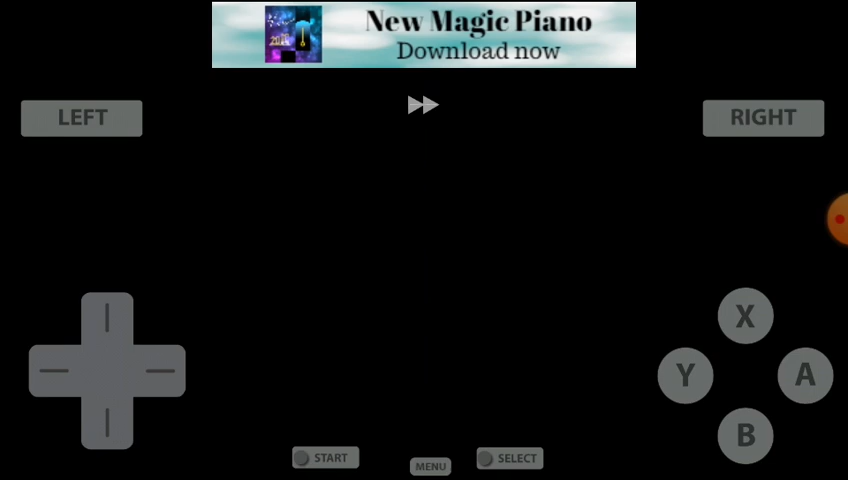 New Magic Piano
Download now
LEFT
RIGHT
X
Y
A
B
START
MENU
SELECT